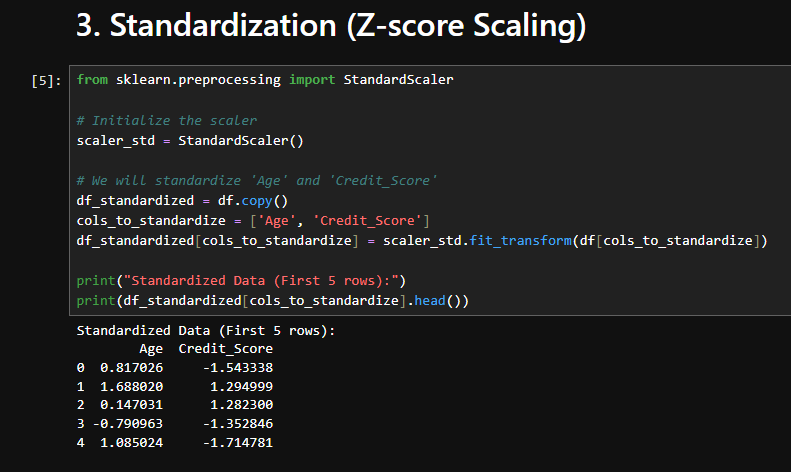 3. Standardization (Z-score Scaling)
[5]: from sklearn.preprocessing import StandardScaler
# Initialize the scaler
scaler_std = StandardScaler()
# We will standardize 'Age' and 'Credit_Score'
df_standardized = df.copy()
cols_to_standardize = ['Age', 'Credit_Score']
df_standardized[cols_to_standardize] = scaler_std.fit_transform(df[cols_to_standardize])
print("Standardized Data (First 5 rows):")
print(df_standardized[cols_to_standardize].head())
Standardized Data (First 5 rows):
Age Credit_Score
0 0.817026 -1.543338
1 1.688020 1.294999
2 0.147031 1.282300
3 -0.790963 -1.352846
4 1.085024 -1.714781